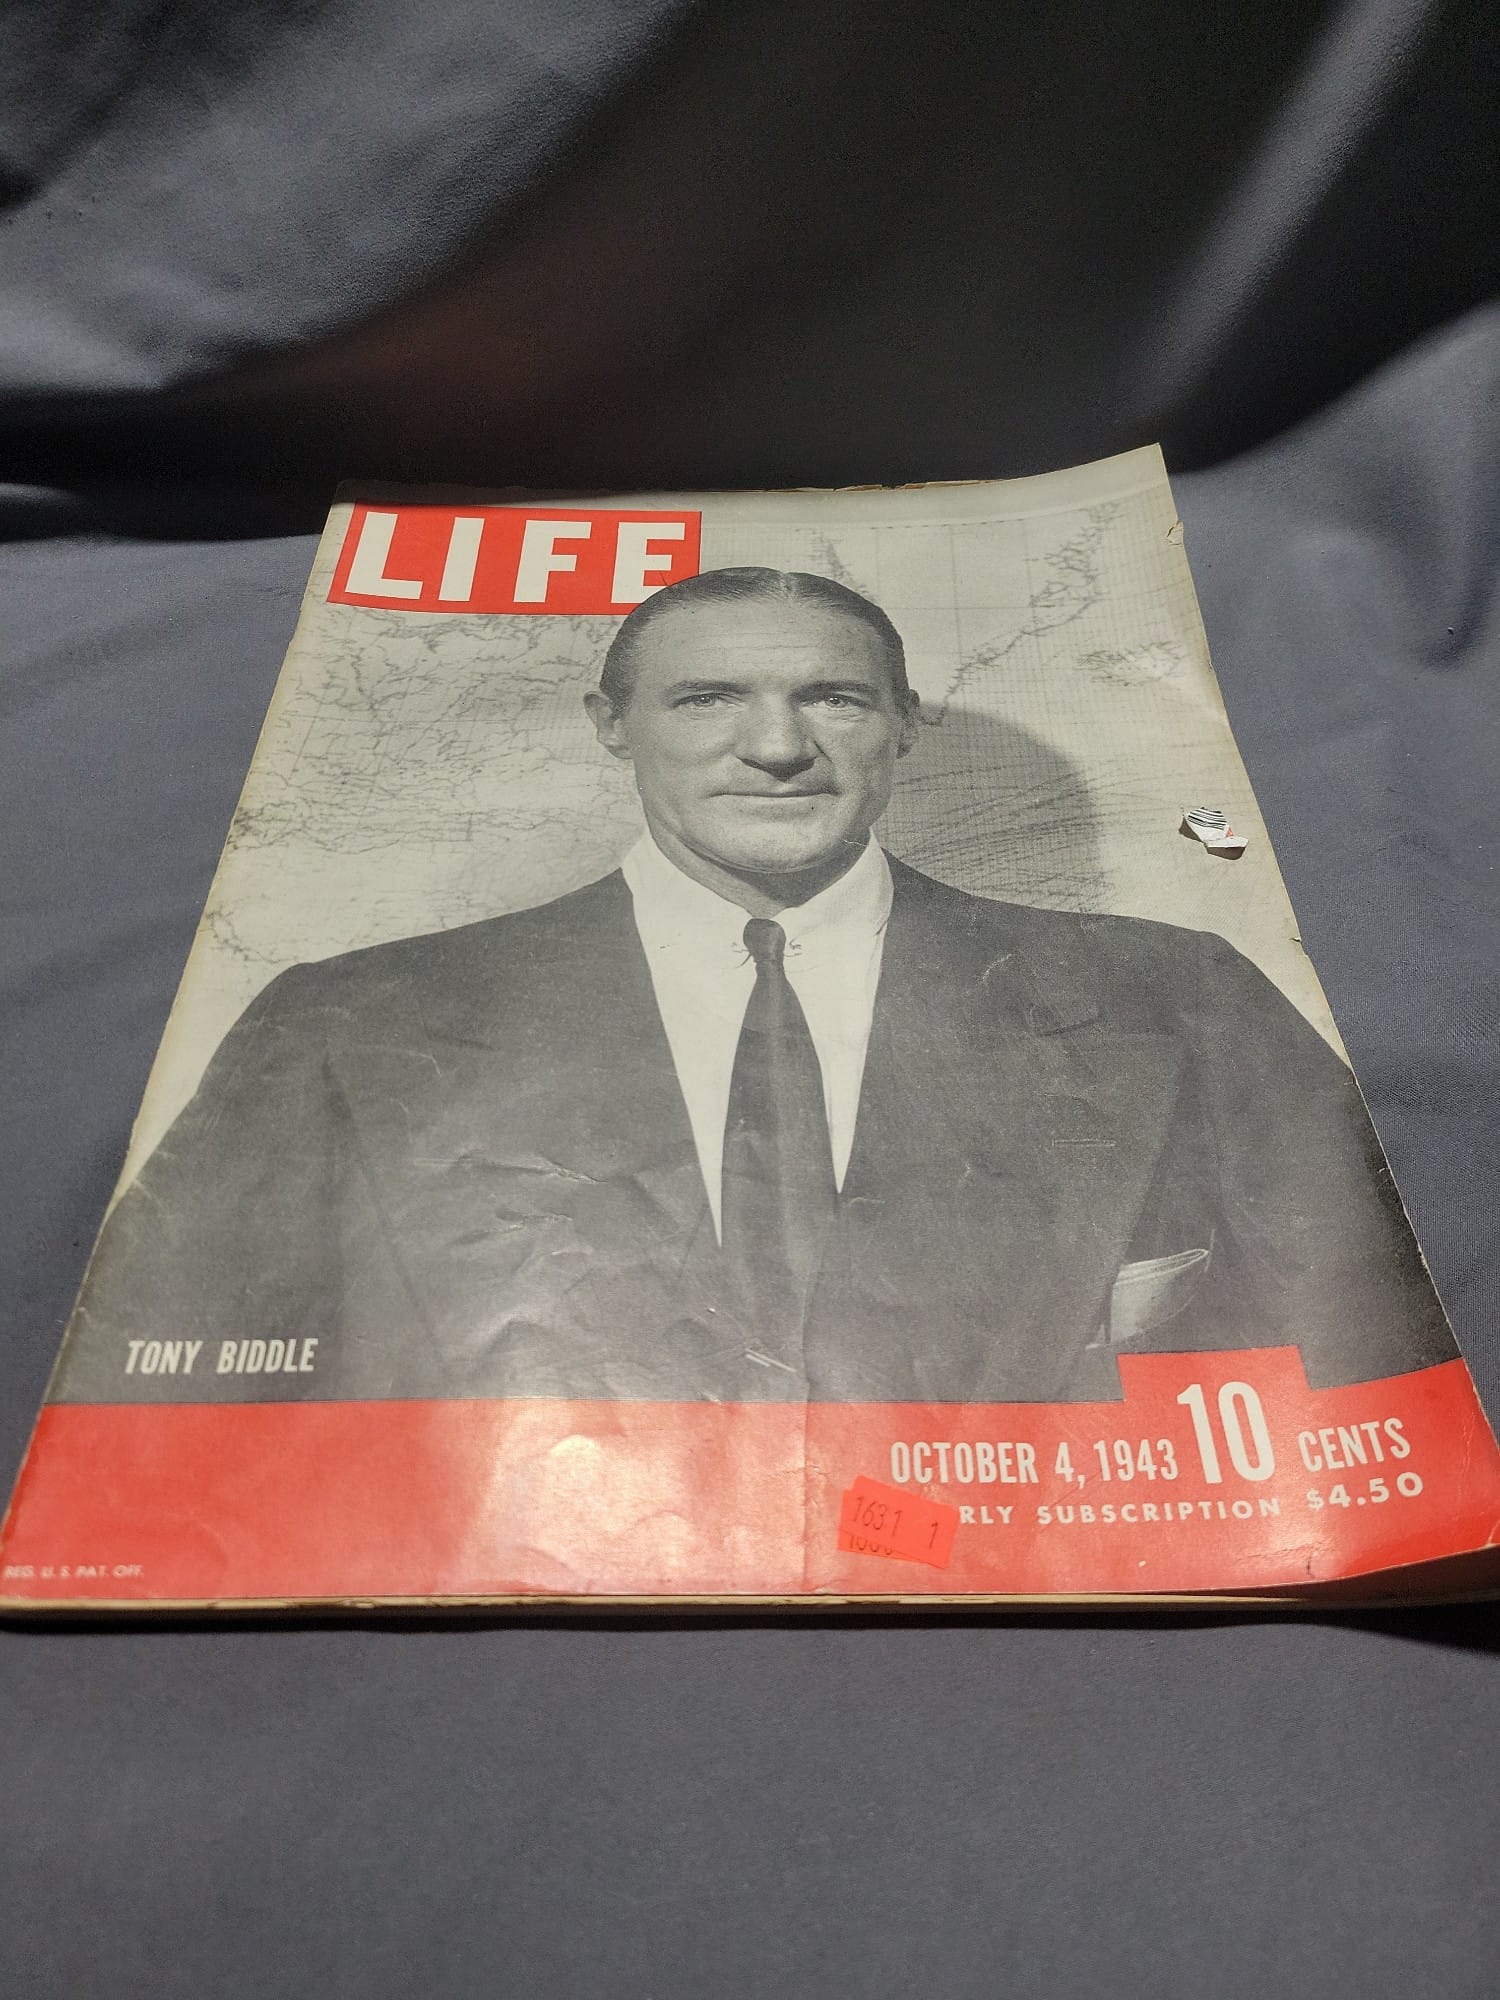 LIFE
TONY BIDDLE
OCTOBER 4, 1943 10 CENTS
RLY SUBSCRIPTION $4.50
1631 1
REG. U. S. PAT. OFF.